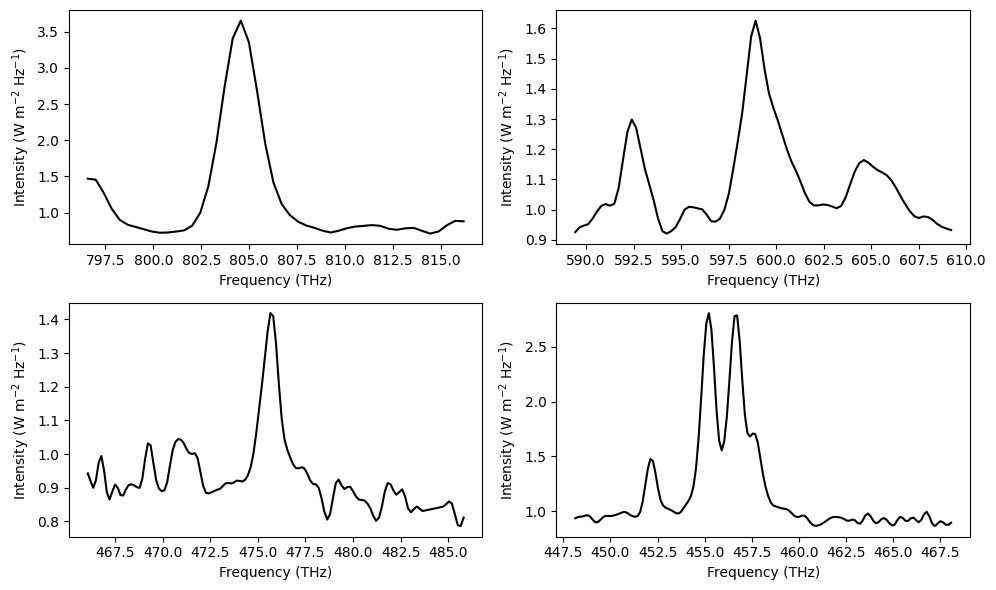 Intensity (W m⁻² Hz⁻¹)
3.5
3.0
2.5
2.0
1.5
1.0
797.5 800.0 802.5 805.0 807.5 810.0 812.5 815.0
Frequency (THz)
Intensity (W m⁻² Hz⁻¹)
1.6
1.5
1.4
1.3
1.2
1.1
1.0
0.9
590.0 592.5 595.0 597.5 600.0 602.5 605.0 607.5 610.0
Frequency (THz)
Intensity (W m⁻² Hz⁻¹)
1.4
1.3
1.2
1.1
1.0
0.9
0.8
467.5 470.0 472.5 475.0 477.5 480.0 482.5 485.0
Frequency (THz)
Intensity (W m⁻² Hz⁻¹)
2.5
2.0
1.5
1.0
447.5 450.0 452.5 455.0 457.5 460.0 462.5 465.0 467.5
Frequency (THz)